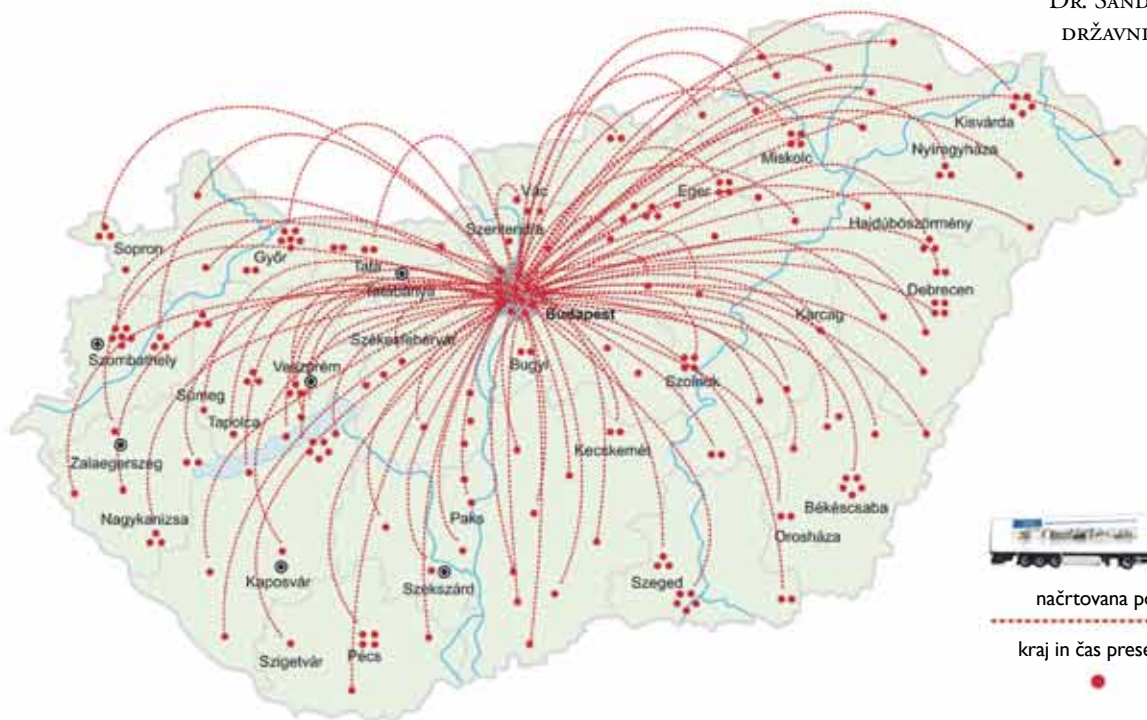 DR. SÁND
DRŽAVNI
Kisvárda
Nyíregyháza
Miskolc
Eger
Vác
Hajdúböszörmény
Sopron
Győr
Tata
Tatabánya
Debrecen
Budapest
Karcag
Székesfehérvár
Szombathely
Veszprém
Bugyi
Szolnok
Sümeg
Tapolca
Kecskemét
Zalaegerszeg
Nagykanizsa
Paks
Békéscsaba
Orosháza
Kaposvár
Szekszárd
Szeged
načrtovana po
kraj in čas prese
Szigetvár
Pécs